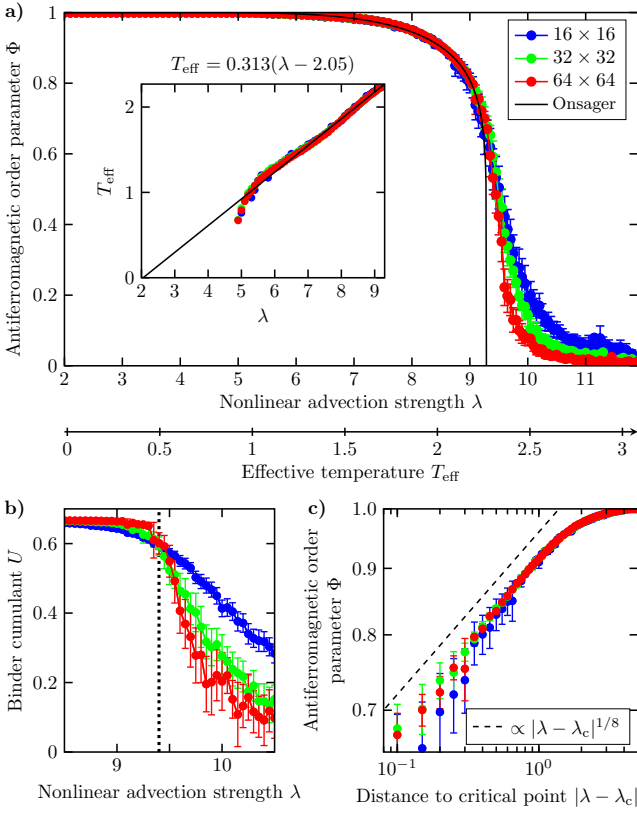 a)
Antiferromagnetic order parameter Φ
1
0.8
0.6
0.4
0.2
0
2 3 4 5 6 7 8 9 10 11
Nonlinear advection strength λ
16 × 16
32 × 32
64 × 64
Onsager
T_eff = 0.313(λ − 2.05)
T_eff
2
1
0
2 3 4 5 6 7 8 9
λ
0 0.5 1 1.5 2 2.5 3
Effective temperature T_eff
b)
Binder cumulant U
0.6
0.4
0.2
0
9 10
Nonlinear advection strength λ
c)
Antiferromagnetic order
parameter Φ
1.0
0.9
0.8
0.7
∝ |λ − λ_c|^{1/8}
10^{−1} 10^0
Distance to critical point |λ − λ_c|